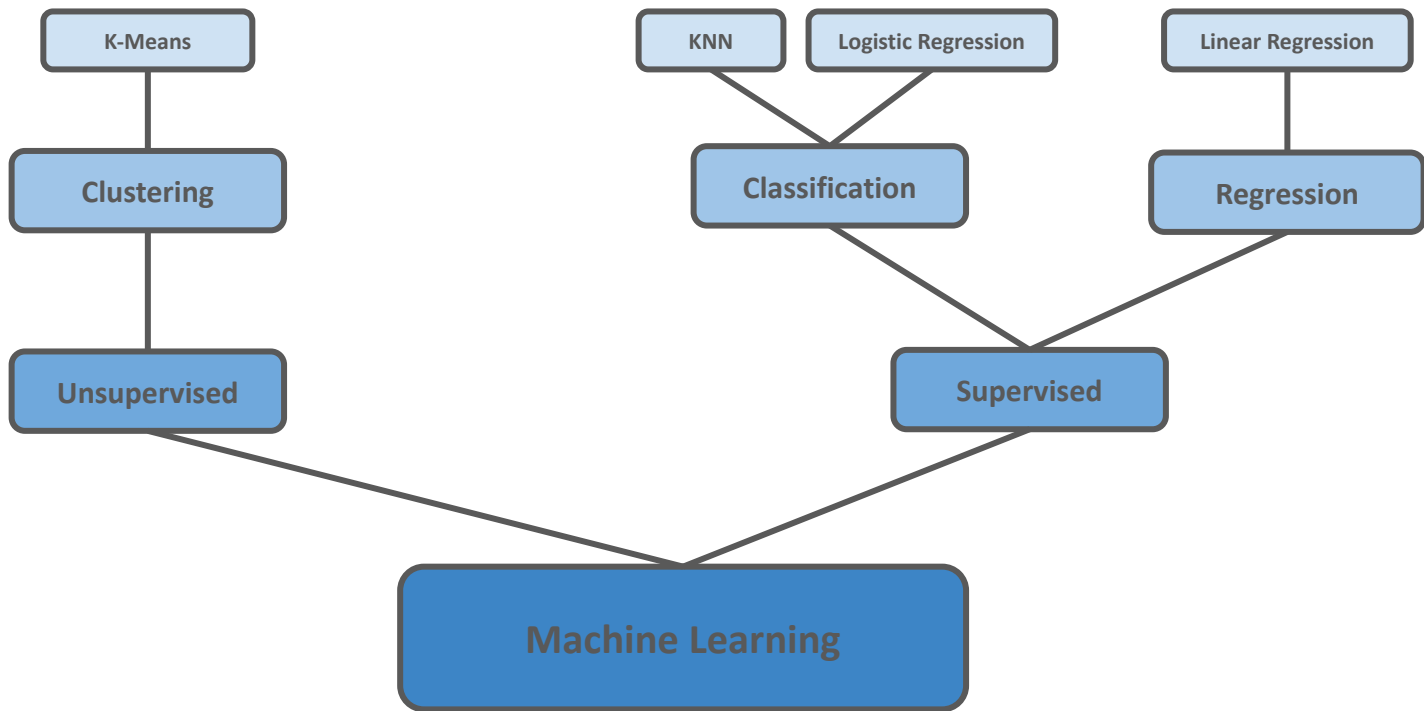 K-Means
KNN
Logistic Regression
Linear Regression
Clustering
Classification
Regression
Unsupervised
Supervised
Machine Learning